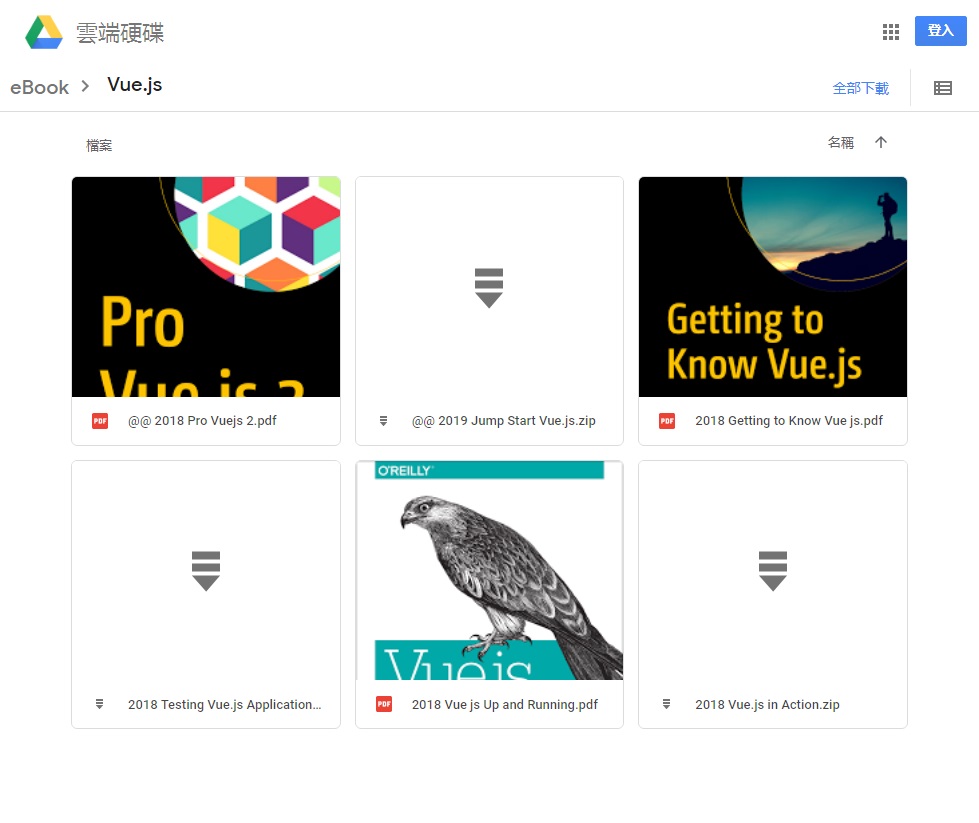 雲端硬碟
登入
eBook > Vue.js
全部下載
檔案
名稱
Pro
Vue.js 2
Getting to
Know Vue.js
PDF @@ 2018 Pro Vuejs 2.pdf
@@ 2019 Jump Start Vue.js.zip
PDF 2018 Getting to Know Vue js.pdf
O'REILLY
Vue.js
2018 Testing Vue.js Application...
PDF 2018 Vue js Up and Running.pdf
2018 Vue.js in Action.zip